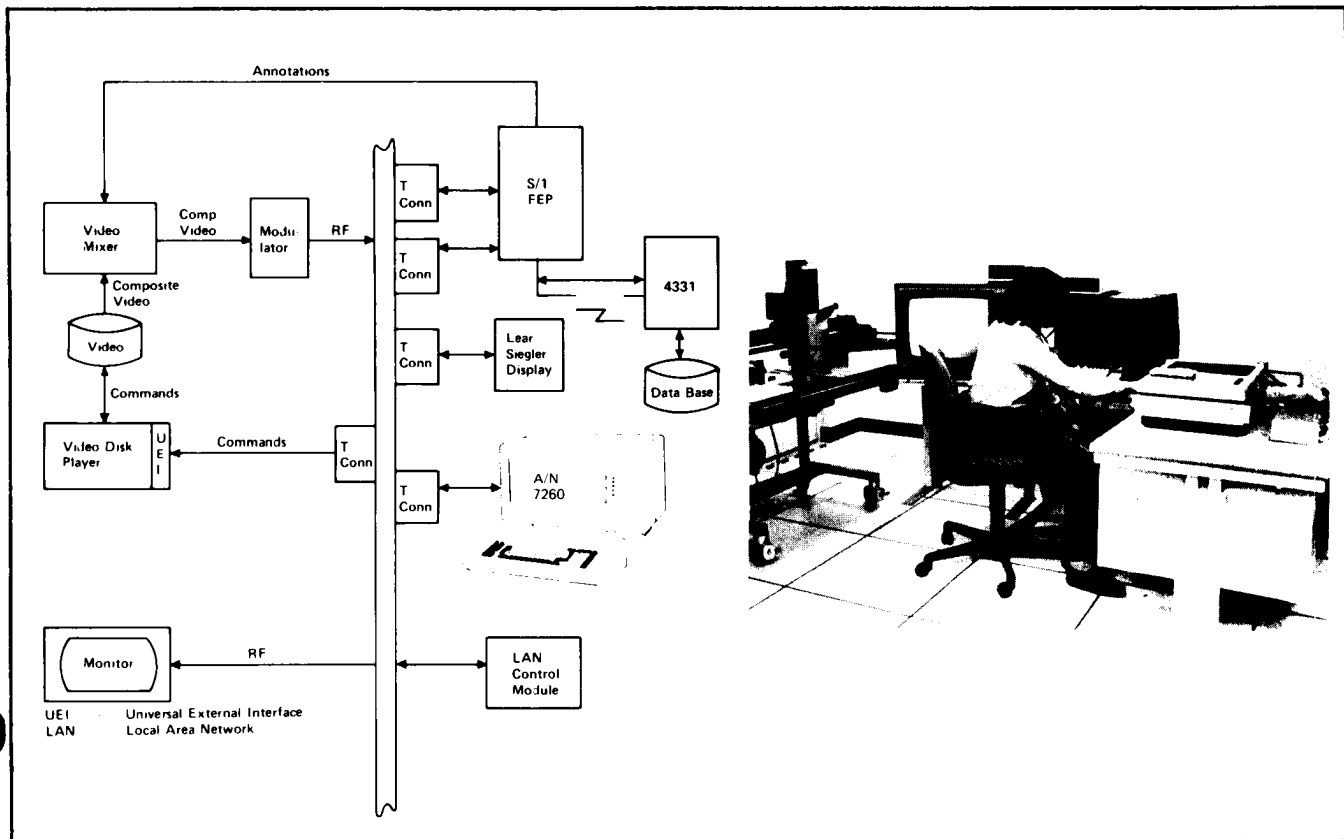 Annotations
S/1
FEP
T
Conn
T
Conn
Video
Mixer
Comp
Video
Modu-
lator
RF
Composite
Video
Video
Commands
4331
Data Base
T
Conn
Lear
Siegler
Display
Video Disk
Player
U
E
I
Commands
T
Conn
T
Conn
A/N
7260
Monitor
RF
LAN
Control
Module
UEI Universal External Interface
LAN Local Area Network